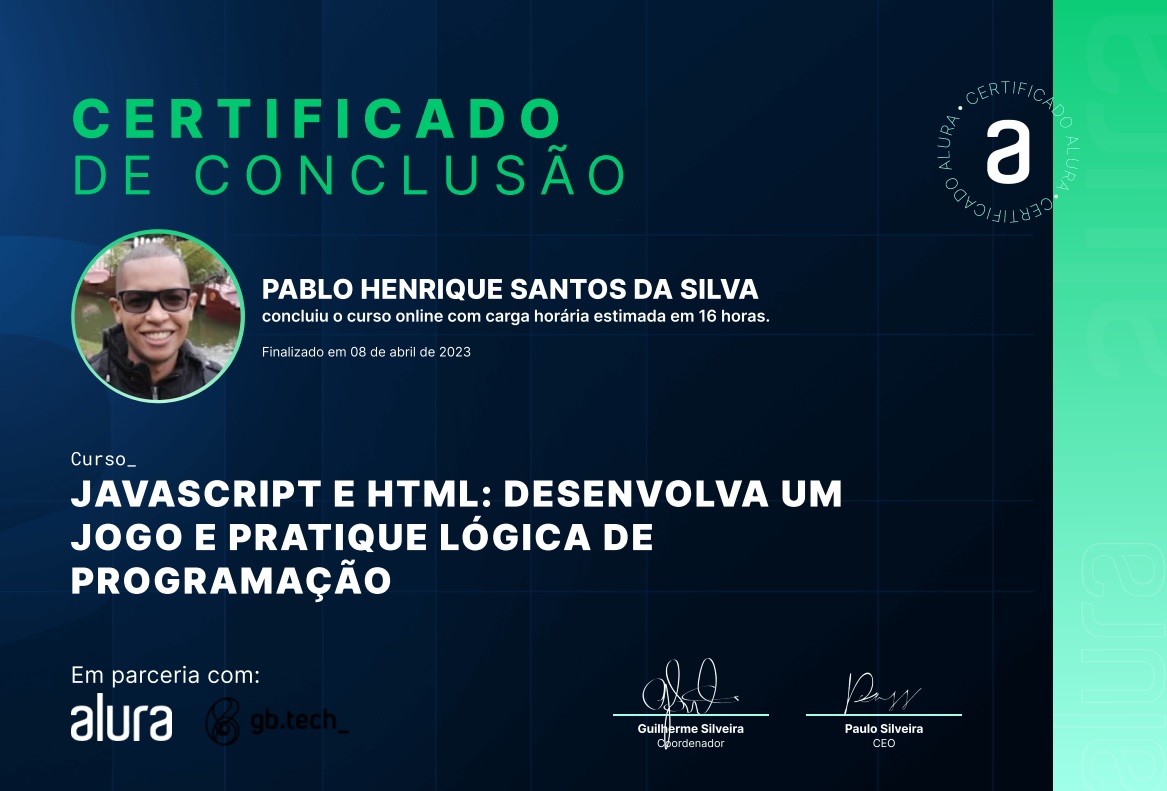 CERTIFICADO
DE CONCLUSÃO
CERTIFICADO ALURA • CERTIFICADO ALURA •
a
PABLO HENRIQUE SANTOS DA SILVA
concluiu o curso online com carga horária estimada em 16 horas.
Finalizado em 08 de abril de 2023
Curso_
JAVASCRIPT E HTML: DESENVOLVA UM
JOGO E PRATIQUE LÓGICA DE
PROGRAMAÇÃO
Em parceria com:
alura
gb.tech_
Guilherme Silveira
Coordenador
Paulo Silveira
CEO
alura
alura